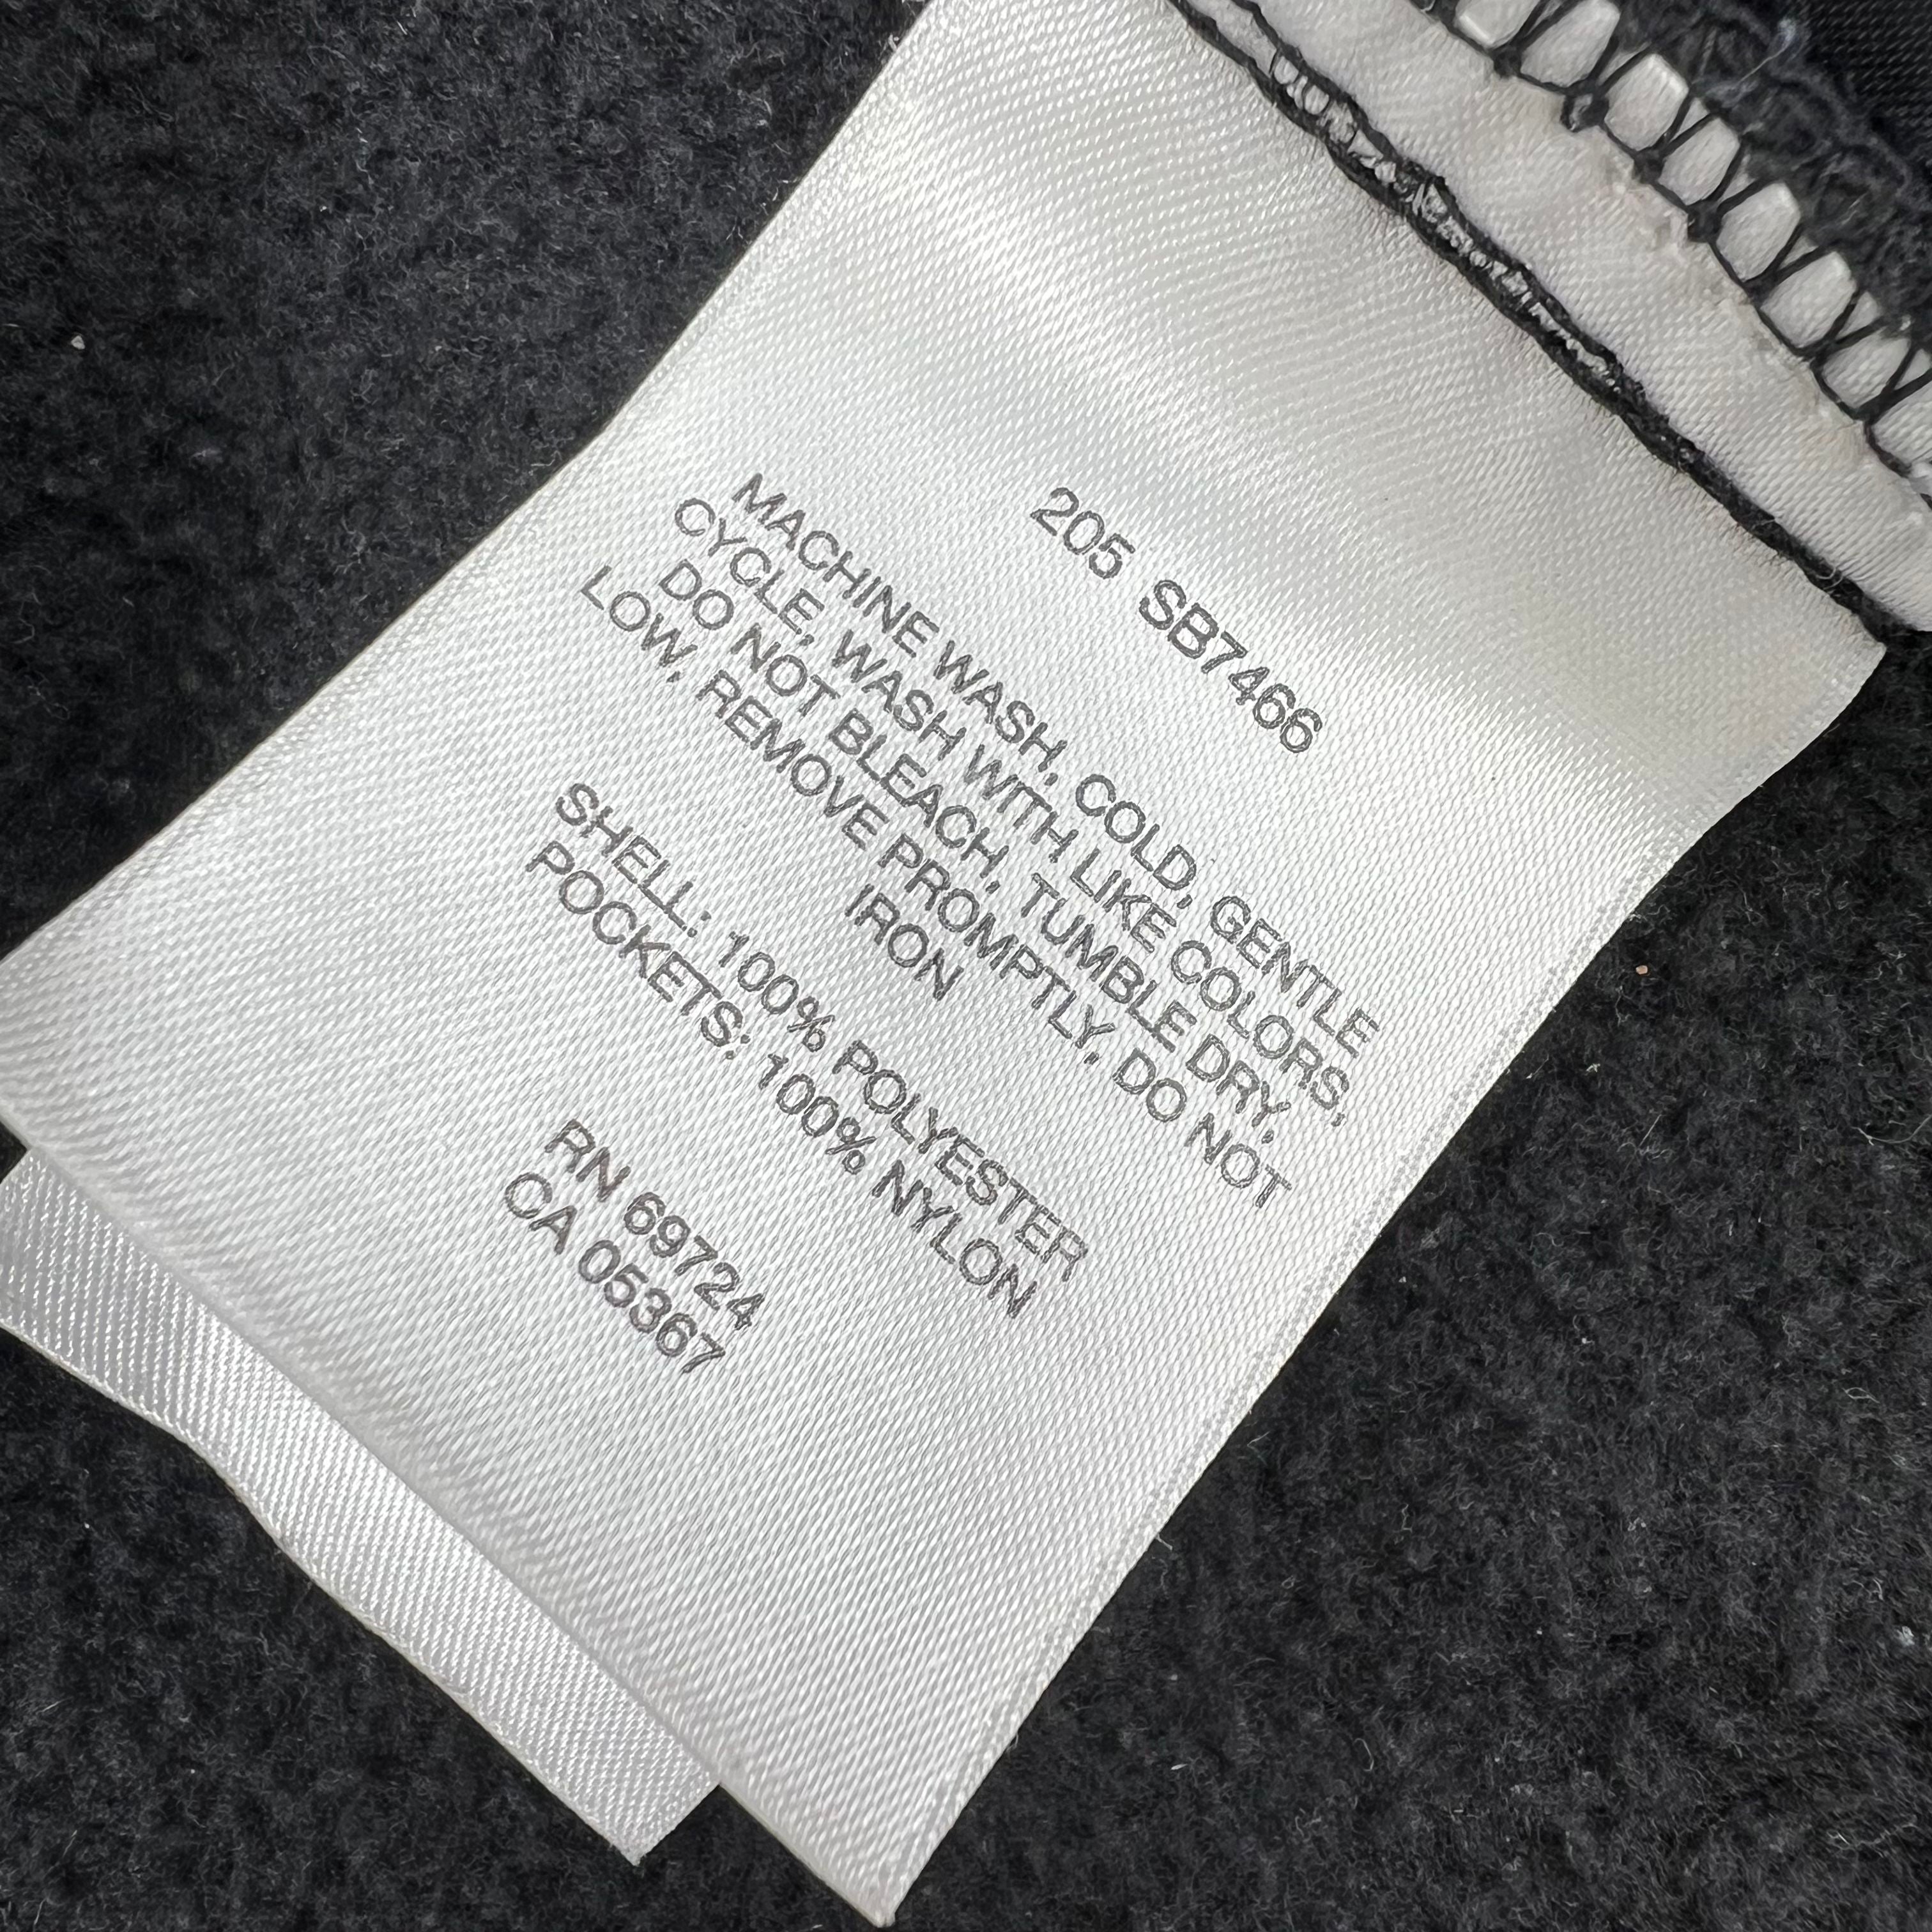 205 SB7466
MACHINE WASH, COLD, GENTLE
CYCLE, WASH WITH LIKE COLORS,
DO NOT BLEACH, TUMBLE DRY,
LOW, REMOVE PROMPTLY, DO NOT
IRON
SHELL: 100% POLYESTER
POCKETS: 100% NYLON
RN 69724
CA 05367